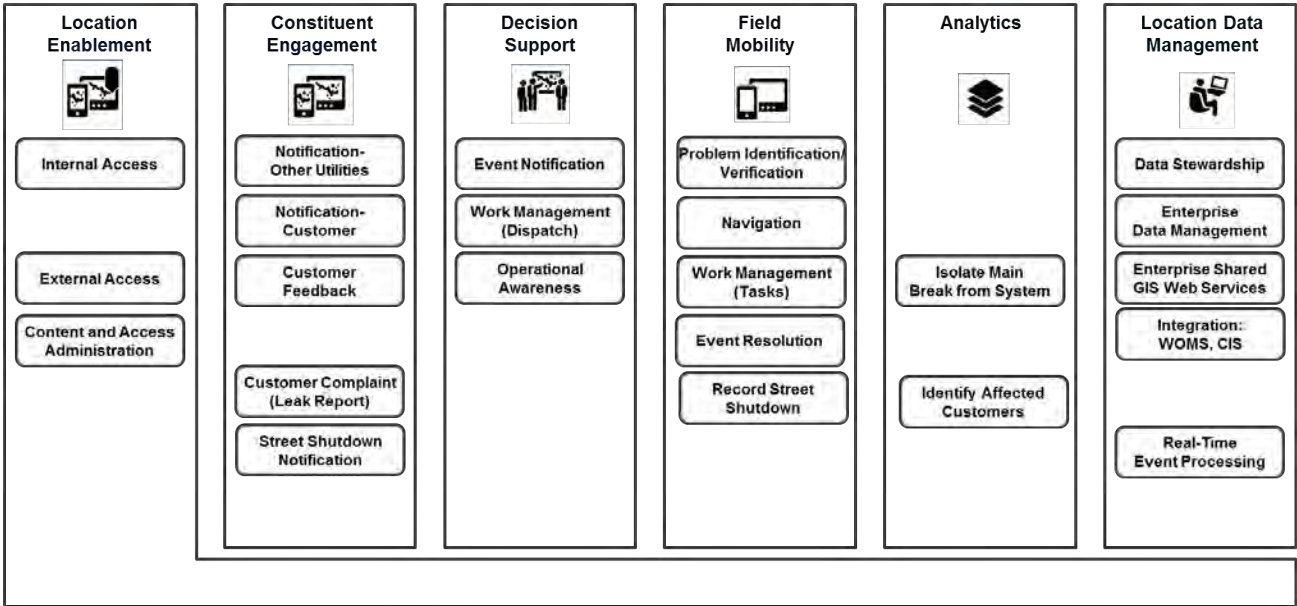 Location
Enablement
Internal Access
External Access
Content and Access
Administration
Constituent
Engagement
Notification-
Other Utilities
Notification-
Customer
Customer
Feedback
Customer Complaint
(Leak Report)
Street Shutdown
Notification
Decision
Support
Event Notification
Work Management
(Dispatch)
Operational
Awareness
Field
Mobility
Problem Identification/
Verification
Navigation
Work Management
(Tasks)
Event Resolution
Record Street
Shutdown
Analytics
Isolate Main
Break from System
Identify Affected
Customers
Location Data
Management
Data Stewardship
Enterprise
Data Management
Enterprise Shared
GIS Web Services
Integration:
WOMS, CIS
Real-Time
Event Processing